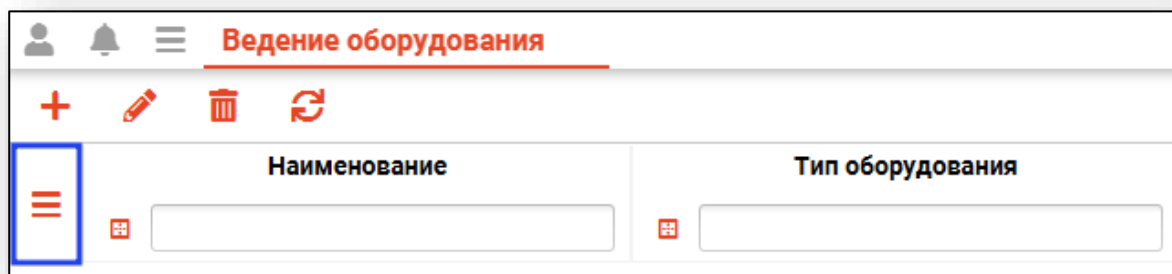 Ведение оборудования
Наименование
Тип оборудования